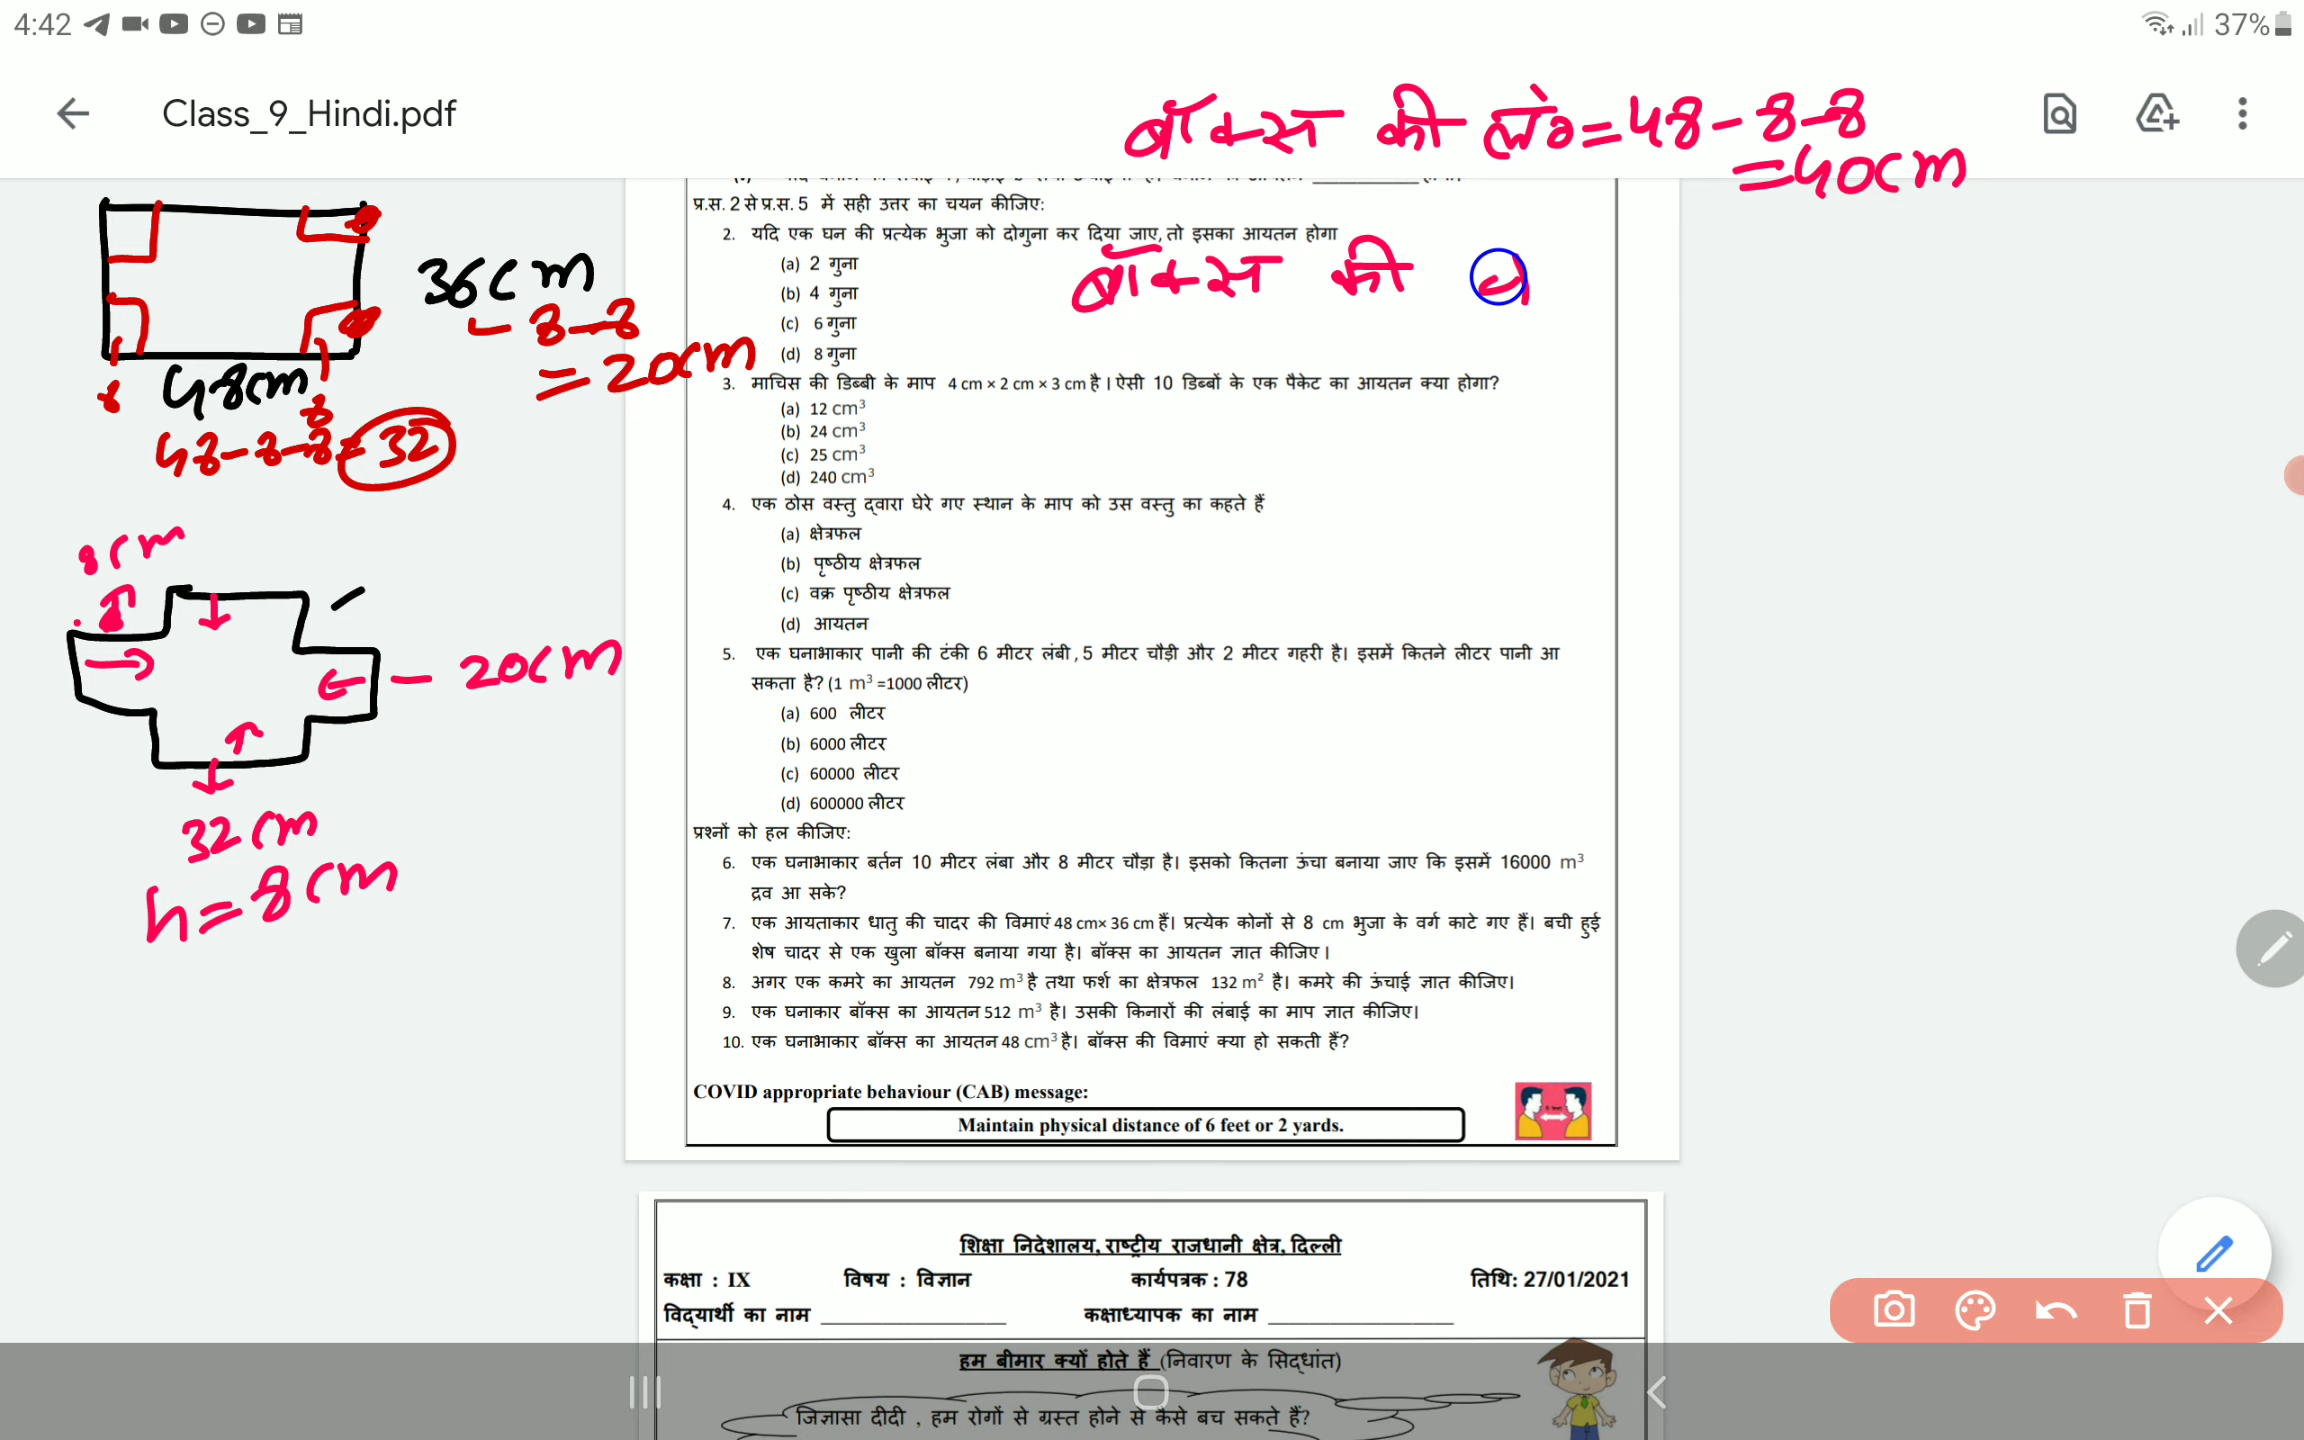 4:42
37%
Class_9_Hindi.pdf
बॉक्स की लं०=48-8-8
=40cm
प्र.स. 2 से प्र.स. 5 में सही उत्तर का चयन कीजिए:
2. यदि एक घन की प्रत्येक भुजा को दोगुना कर दिया जाए, तो इसका आयतन होगा
(a) 2 गुना
(b) 4 गुना
(c) 6 गुना
(d) 8 गुना
बॉक्स की
36cm
-8-8
=20cm
48cm
8
8
48-8-8=32
3. माचिस की डिब्बी के माप 4 cm × 2 cm × 3 cm है । ऐसी 10 डिब्बों के एक पैकेट का आयतन क्या होगा?
(a) 12 cm³
(b) 24 cm³
(c) 25 cm³
(d) 240 cm³
4. एक ठोस वस्तु द्वारा घेरे गए स्थान के माप को उस वस्तु का कहते हैं
(a) क्षेत्रफल
(b) पृष्ठीय क्षेत्रफल
(c) वक्र पृष्ठीय क्षेत्रफल
(d) आयतन
8cm
20cm
32cm
h=8cm
5. एक घनाभाकार पानी की टंकी 6 मीटर लंबी , 5 मीटर चौड़ी और 2 मीटर गहरी है। इसमें कितने लीटर पानी आ
सकता है? (1 m³ =1000 लीटर)
(a) 600 लीटर
(b) 6000 लीटर
(c) 60000 लीटर
(d) 600000 लीटर
प्रश्नों को हल कीजिए:
6. एक घनाभाकार बर्तन 10 मीटर लंबा और 8 मीटर चौड़ा है। इसको कितना ऊंचा बनाया जाए कि इसमें 16000 m³
द्रव आ सके?
7. एक आयताकार धातु की चादर की विमाएं 48 cm× 36 cm हैं। प्रत्येक कोनों से 8 cm भुजा के वर्ग काटे गए हैं। बची हुई
शेष चादर से एक खुला बॉक्स बनाया गया है। बॉक्स का आयतन ज्ञात कीजिए ।
8. अगर एक कमरे का आयतन 792 m³ है तथा फर्श का क्षेत्रफल 132 m² है। कमरे की ऊंचाई ज्ञात कीजिए।
9. एक घनाकार बॉक्स का आयतन 512 m³ है। उसकी किनारों की लंबाई का माप ज्ञात कीजिए।
10. एक घनाभाकार बॉक्स का आयतन 48 cm³ है। बॉक्स की विमाएं क्या हो सकती हैं?
COVID appropriate behaviour (CAB) message:
Maintain physical distance of 6 feet or 2 yards.
शिक्षा निदेशालय, राष्ट्रीय राजधानी क्षेत्र, दिल्ली
कक्षा : IX विषय : विज्ञान कार्यपत्रक : 78 तिथि: 27/01/2021
विद्यार्थी का नाम ____________ कक्षाध्यापक का नाम ____________
हम बीमार क्यों होते हैं (निवारण के सिद्धांत)
जिज्ञासा दीदी , हम रोगों से ग्रस्त होने से कैसे बच सकते हैं?